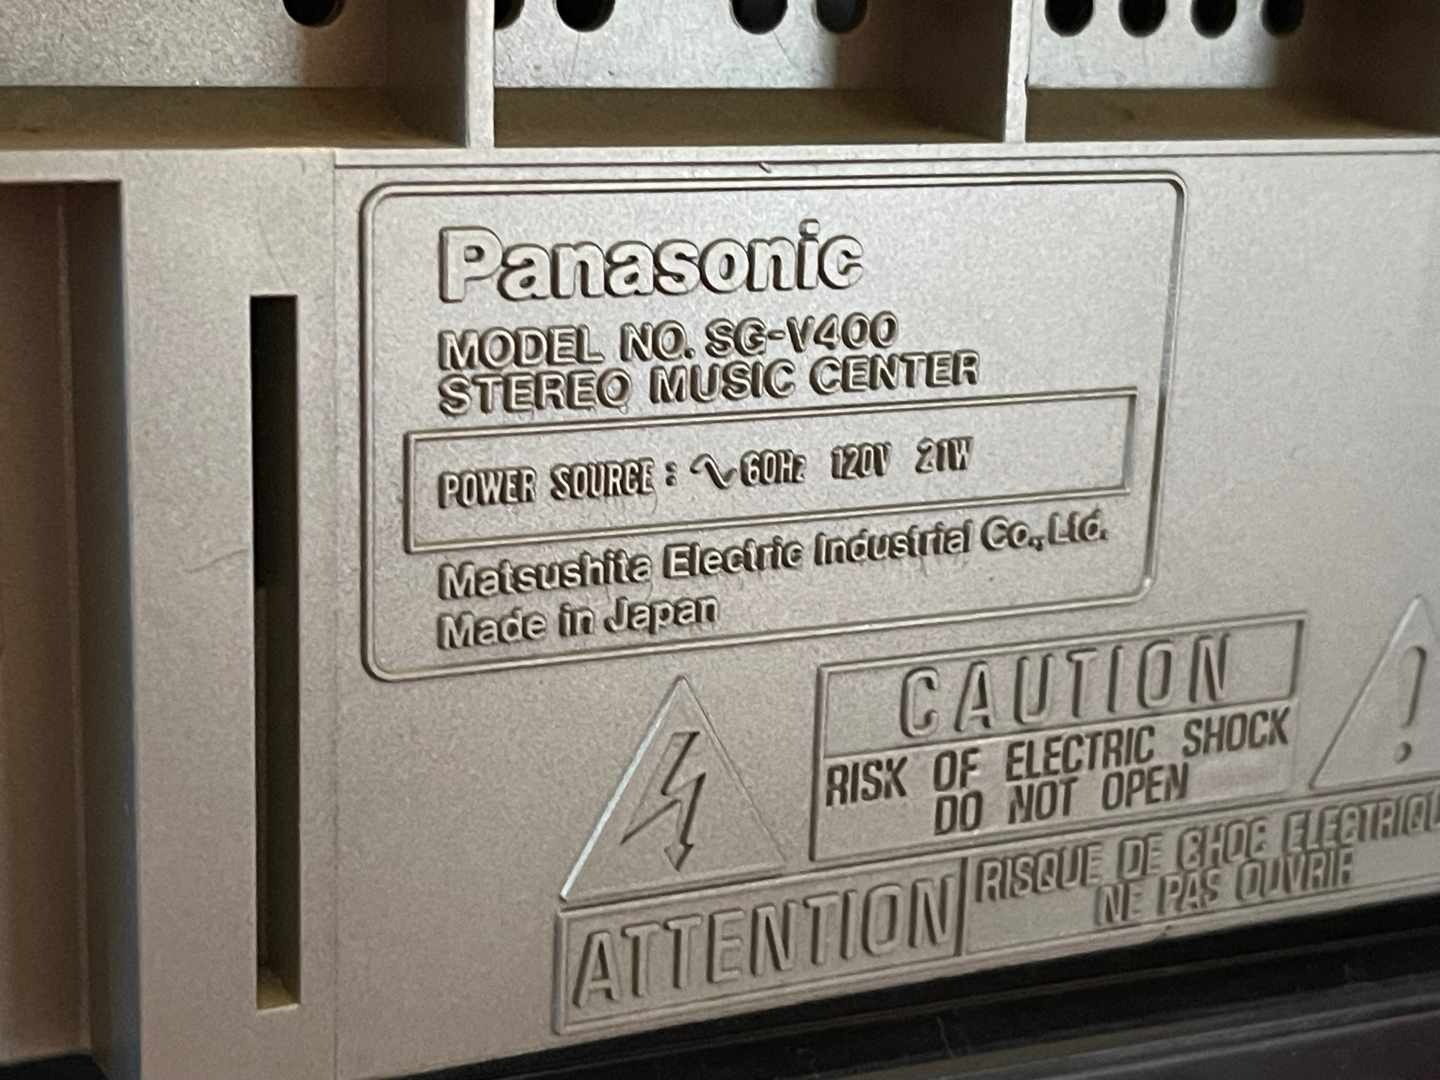 Panasonic
MODEL NO. SG-V400
STEREO MUSIC CENTER
POWER SOURCE : ∿ 60Hz 120V 21W
Matsushita Electric Industrial Co., Ltd.
Made in Japan
CAUTION
RISK OF ELECTRIC SHOCK
DO NOT OPEN
!
ATTENTION
RISQUE DE CHOC ELECTRIQU
NE PAS OUVRIR